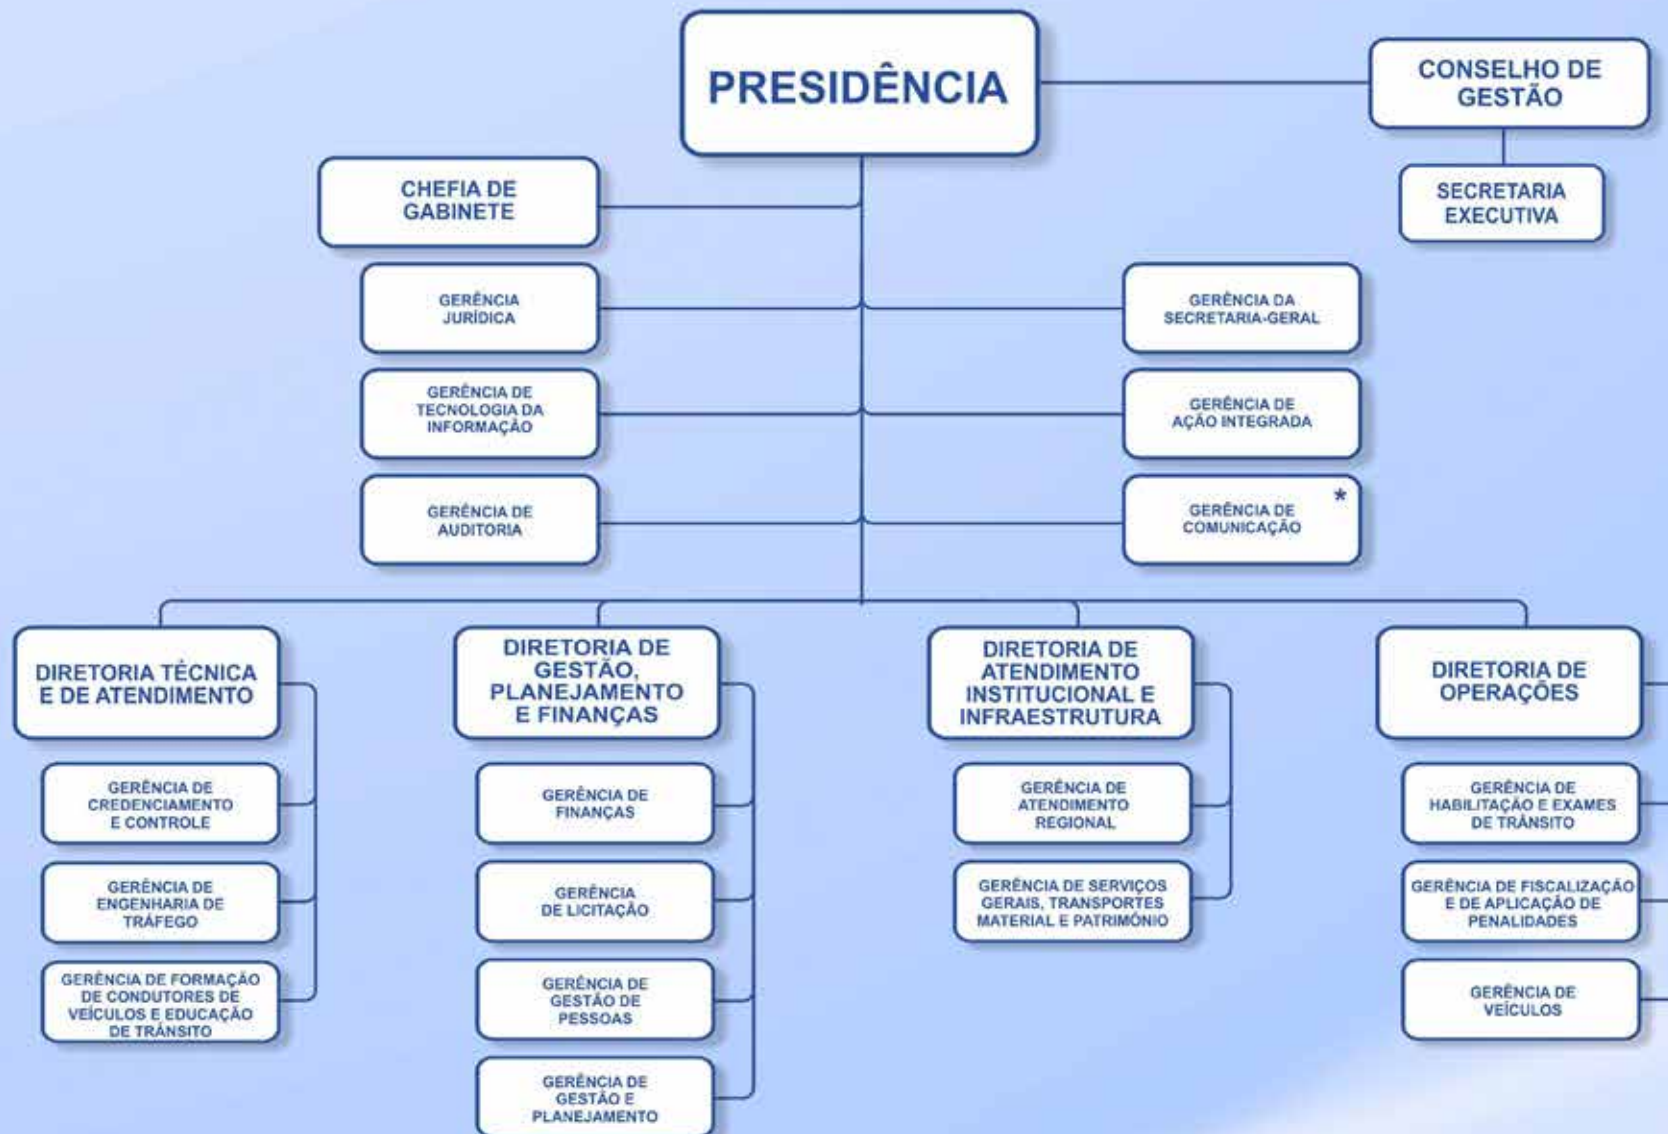 PRESIDÊNCIA
CONSELHO DE
GESTÃO
SECRETARIA
EXECUTIVA
CHEFIA DE
GABINETE
GERÊNCIA
JURÍDICA
GERÊNCIA DA
SECRETARIA-GERAL
GERÊNCIA DE
TECNOLOGIA DA
INFORMAÇÃO
GERÊNCIA DE
AÇÃO INTEGRADA
GERÊNCIA DE
AUDITORIA
*
GERÊNCIA DE
COMUNICAÇÃO
DIRETORIA TÉCNICA
E DE ATENDIMENTO
GERÊNCIA DE
CREDENCIAMENTO
E CONTROLE
GERÊNCIA DE
ENGENHARIA DE
TRÁFEGO
GERÊNCIA DE FORMAÇÃO
DE CONDUTORES DE
VEÍCULOS E EDUCAÇÃO
DE TRÂNSITO
DIRETORIA DE
GESTÃO,
PLANEJAMENTO
E FINANÇAS
GERÊNCIA DE
FINANÇAS
GERÊNCIA
DE LICITAÇÃO
GERÊNCIA DE
GESTÃO DE
PESSOAS
GERÊNCIA DE
GESTÃO E
PLANEJAMENTO
DIRETORIA DE
ATENDIMENTO
INSTITUCIONAL E
INFRAESTRUTURA
GERÊNCIA DE
ATENDIMENTO
REGIONAL
GERÊNCIA DE SERVIÇOS
GERAIS, TRANSPORTES
MATERIAL E PATRIMÔNIO
DIRETORIA DE
OPERAÇÕES
GERÊNCIA DE
HABILITAÇÃO E EXAMES
DE TRÂNSITO
GERÊNCIA DE FISCALIZAÇÃO
E DE APLICAÇÃO DE
PENALIDADES
GERÊNCIA DE
VEÍCULOS